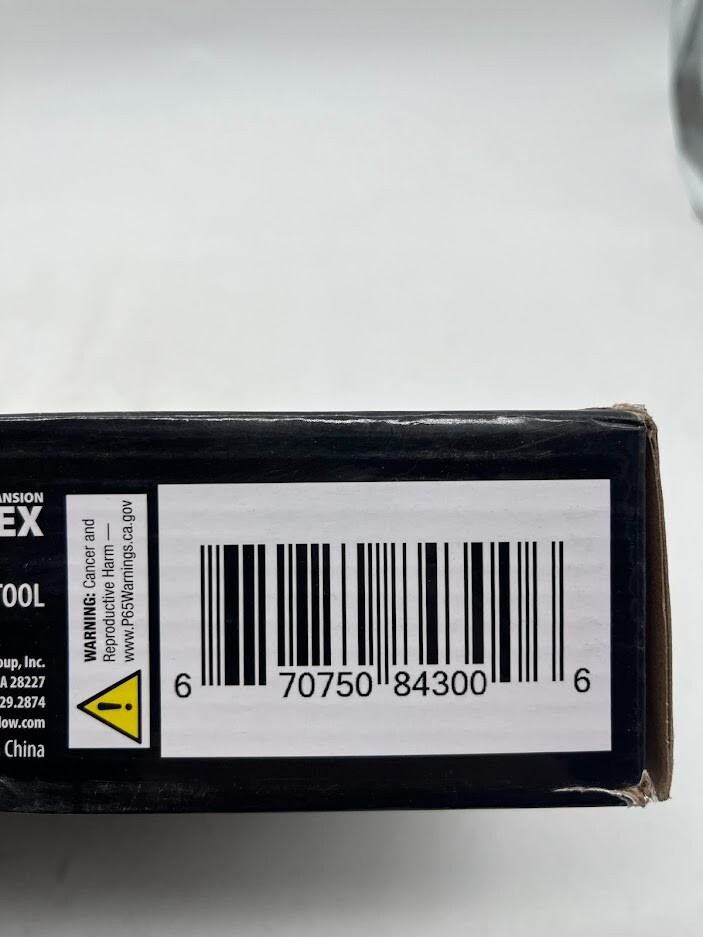 ANSION
EX
TOOL
oup, Inc.
A 28227
29.2874
low.com
China
WARNING: Cancer and
Reproductive Harm —
www.P65Warnings.ca.gov
6 70750 84300 6